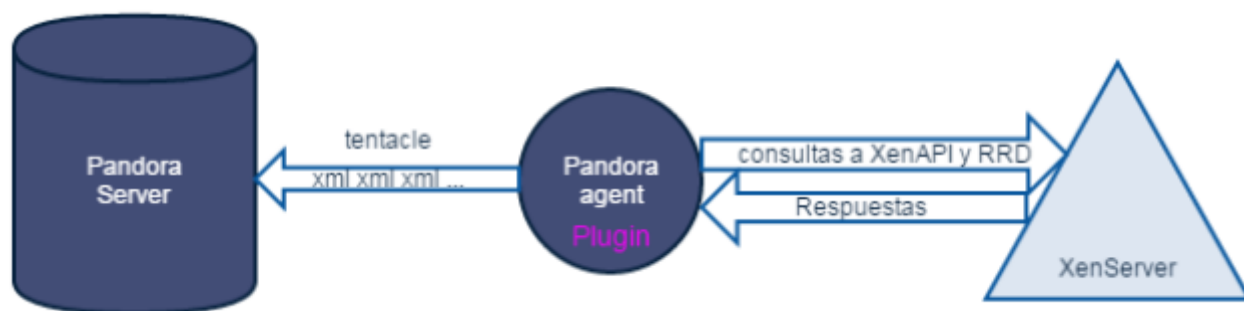 Pandora
Server
tentacle
xml xml xml ...
Pandora
agent
Plugin
consultas a XenAPI y RRD
Respuestas
XenServer